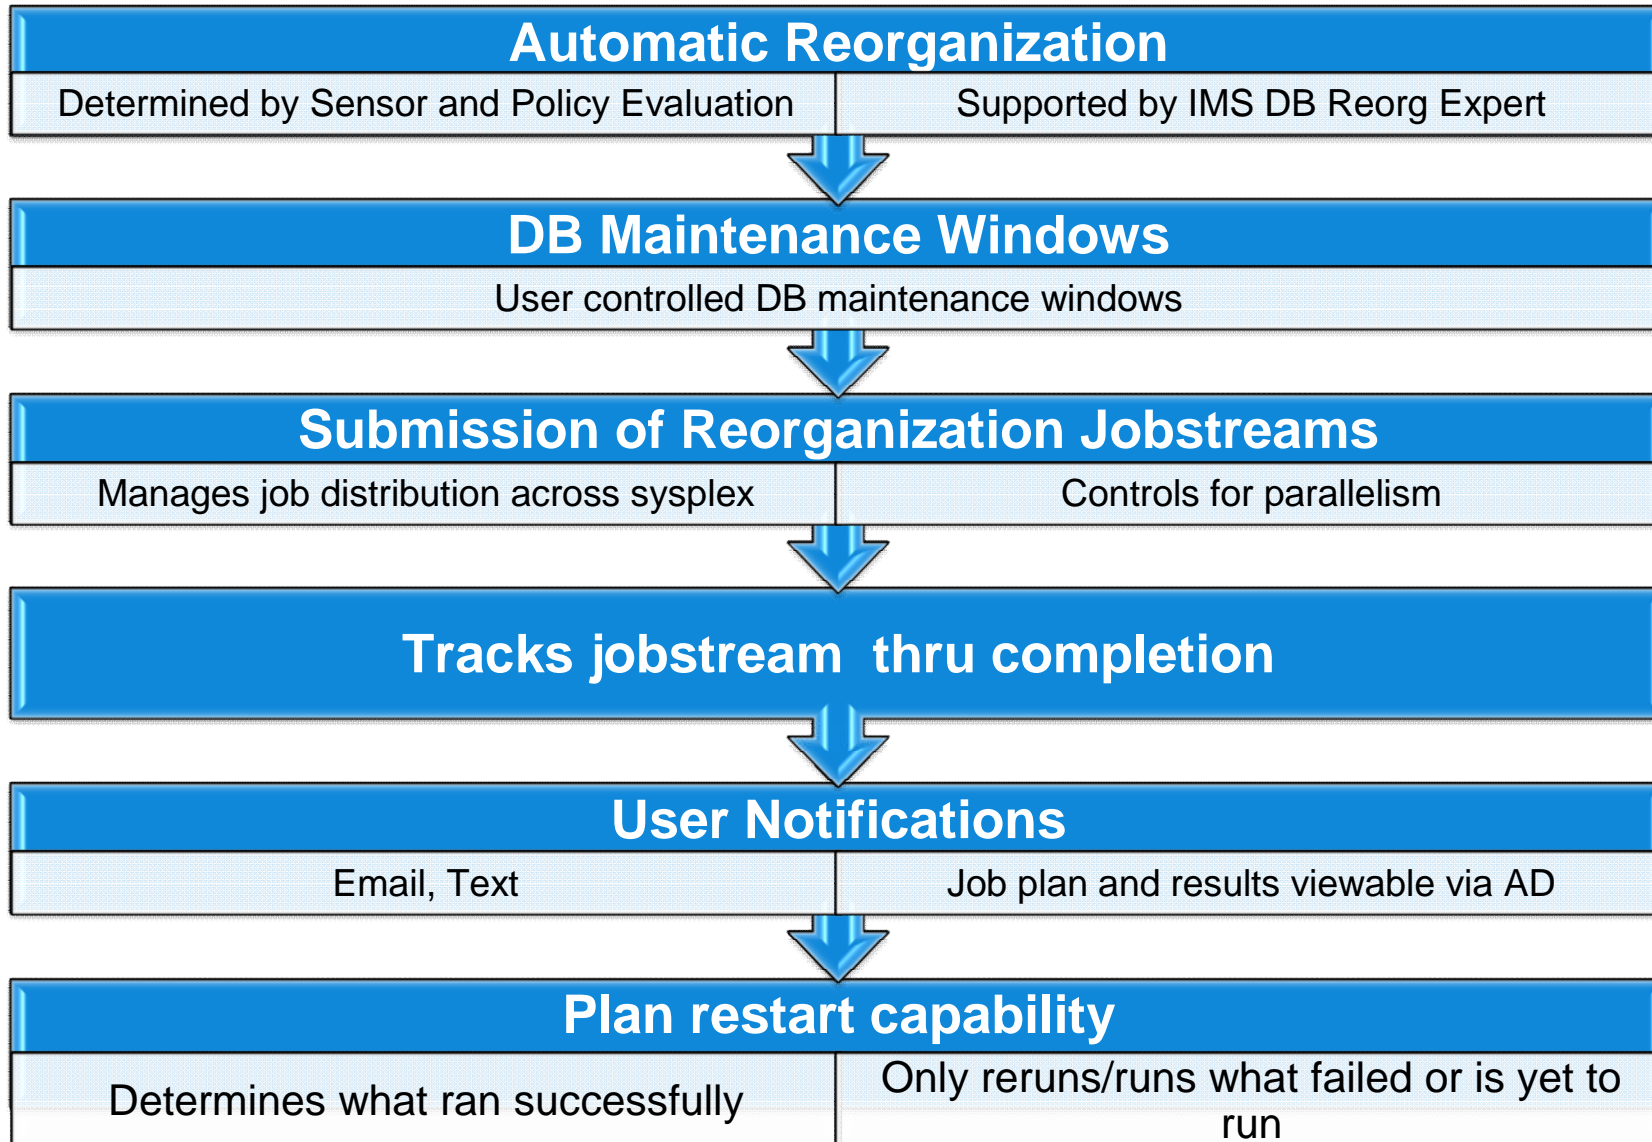 Automatic Reorganization
Determined by Sensor and Policy Evaluation
Supported by IMS DB Reorg Expert
DB Maintenance Windows
User controlled DB maintenance windows
Submission of Reorganization Jobstreams
Manages job distribution across sysplex
Controls for parallelism
Tracks jobstream  thru completion
User Notifications
Email, Text
Job plan and results viewable via AD
Plan restart capability
Determines what ran successfully
Only reruns/runs what failed or is yet to
run